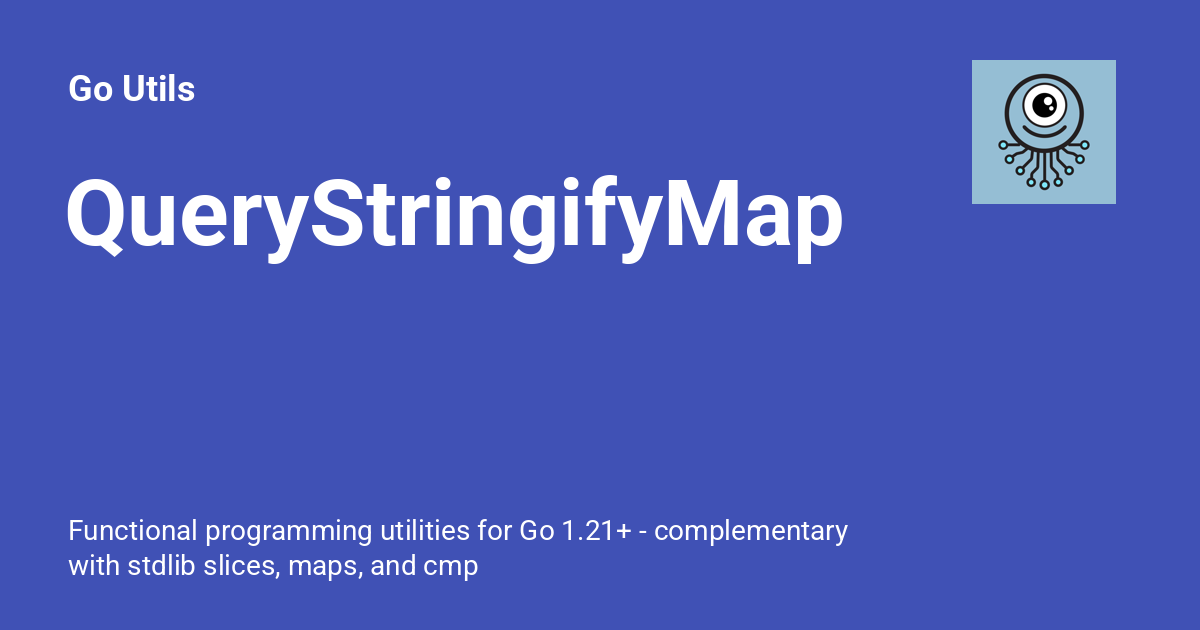 Go Utils
QueryStringifyMap
Functional programming utilities for Go 1.21+ - complementary
with stdlib slices, maps, and cmp